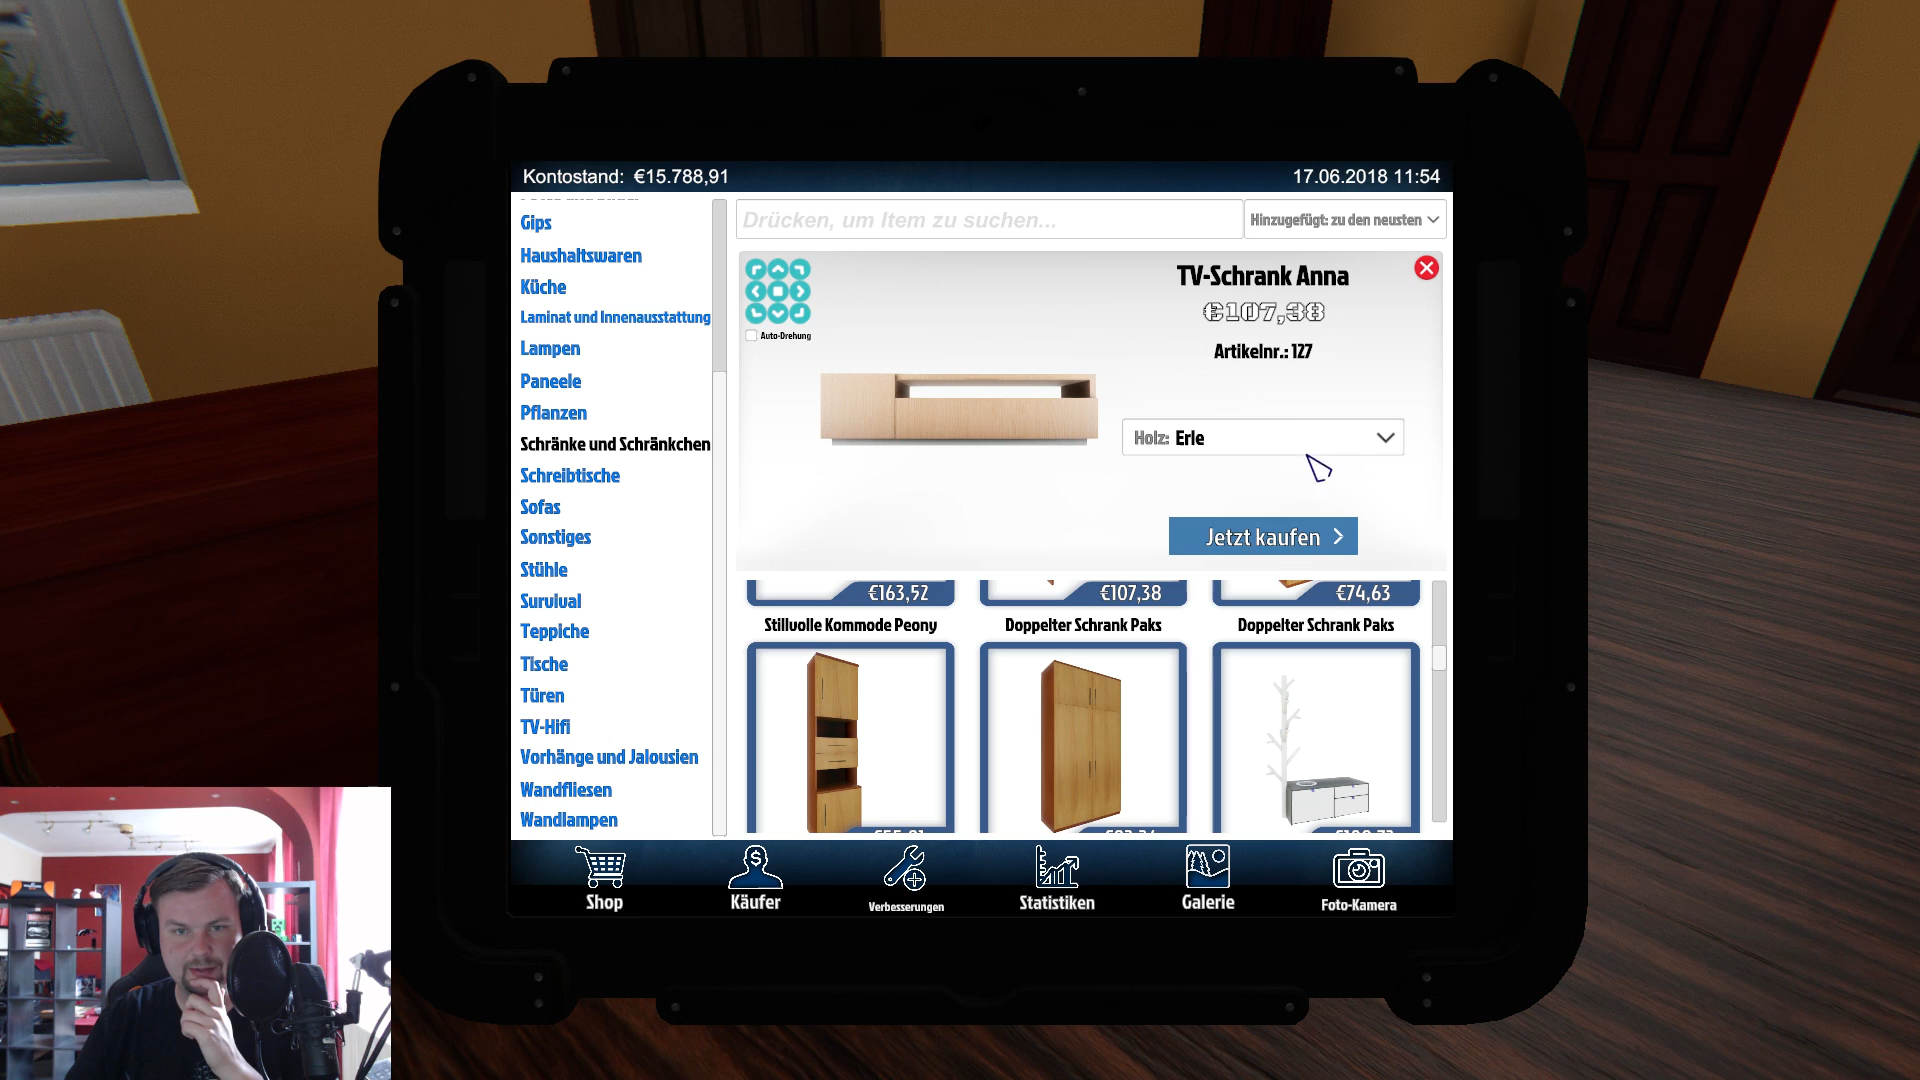 Kontostand: €15.788,91
17.06.2018 11:54
Gips
Haushaltswaren
Küche
Laminat und Innenausstattung
Lampen
Paneele
Pflanzen
Schränke und Schränkchen
Schreibtische
Sofas
Sonstiges
Stühle
Survival
Teppiche
Tische
Türen
TV-Hifi
Vorhänge und Jalousien
Wandfliesen
Wandlampen
Drücken, um Item zu suchen...
Hinzugefügt: zu den neusten
Auto-Drehung
TV-Schrank Anna
€107,38
Artikelnr.: 127
Holz: Erle
Jetzt kaufen
€163,52
€107,38
€74,63
Stillvolle Kommode Peony
Doppelter Schrank Paks
Doppelter Schrank Paks
Shop
Käufer
Verbesserungen
Statistiken
Galerie
Foto-Kamera